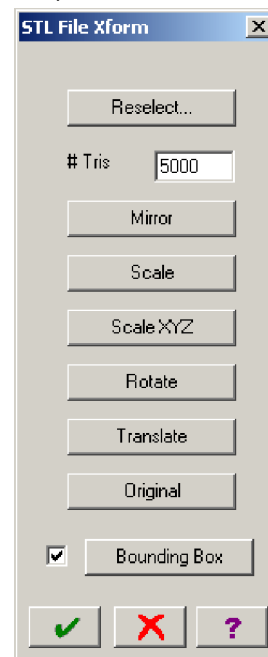 STL File Xform
Reselect...
# Tris 5000
Mirror
Scale
Scale XYZ
Rotate
Translate
Original
Bounding Box
?